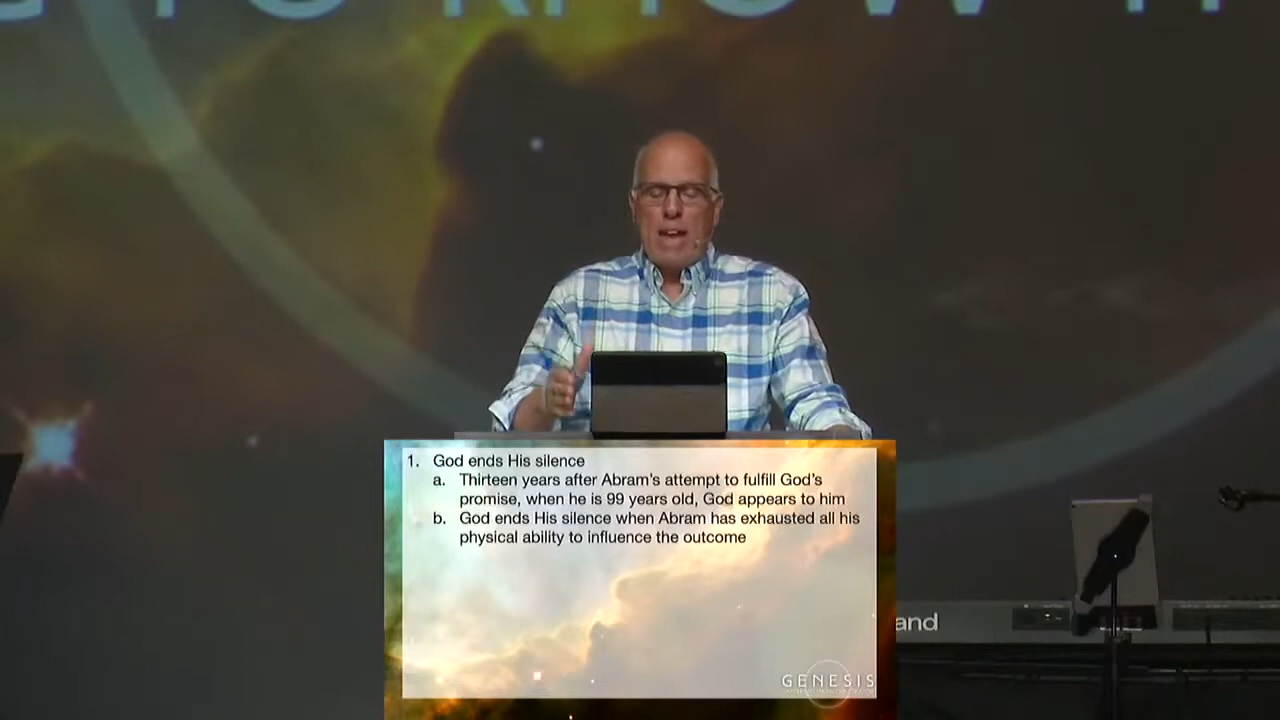 TO KNOW
1. God ends His silence
a. Thirteen years after Abram's attempt to fulfill God's
promise, when he is 99 years old, God appears to him
b. God ends His silence when Abram has exhausted all his
physical ability to influence the outcome
and
GENESIS